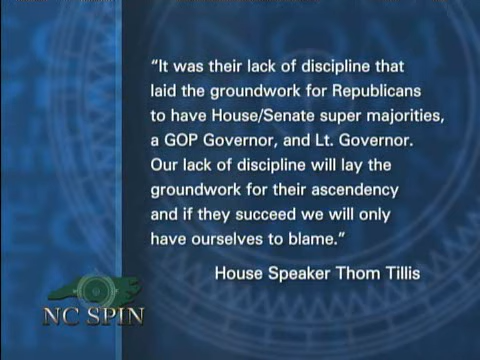 “It was their lack of discipline that
laid the groundwork for Republicans
to have House/Senate super majorities,
a GOP Governor, and Lt. Governor.
Our lack of discipline will lay the
groundwork for their ascendency
and if they succeed we will only
have ourselves to blame.”
House Speaker Thom Tillis
NC SPIN